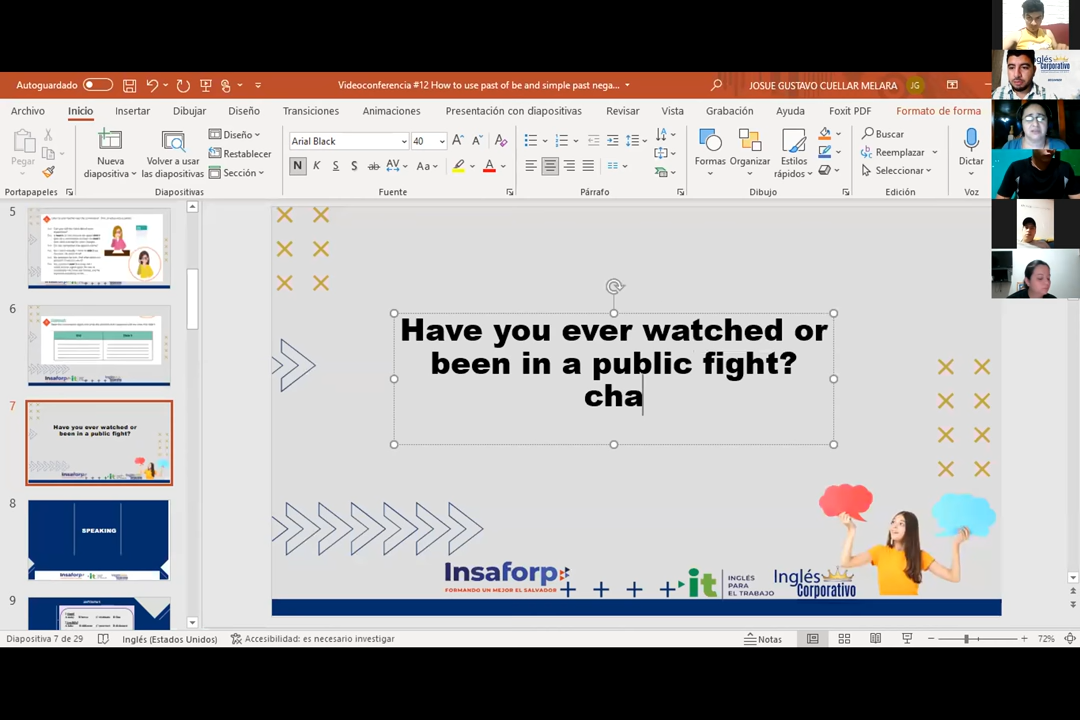 Autoguardado
Videoconferencia #12 How to use past of be and simple past nega...
JOSUE GUSTAVO CUELLAR MELARA
JG
Archivo Inicio Insertar Dibujar Diseño Transiciones Animaciones Presentación con diapositivas Revisar Vista Grabación Ayuda Foxit PDF Formato de forma
Pegar
Portapapeles
Nueva diapositiva
Volver a usar las diapositivas
Diseño
Restablecer
Sección
Diapositivas
Arial Black 40
N K S S ab AV Aa A
Fuente
Párrafo
Formas
Organizar
Estilos rápidos
Dibujo
Buscar
Reemplazar
Seleccionar
Edición
Dictar
Voz
Inglés
Corporativo
5
6
7
Have you ever watched or
been in a public fight?
8
SPEAKING
9
Have you ever watched or
been in a public fight?
cha
Insaforp
FORMANDO UN MEJOR EL SALVADOR
it
INGLÉS
PARA
EL TRABAJO
Inglés
Corporativo
Diapositiva 7 de 29
Inglés (Estados Unidos)
Accesibilidad: es necesario investigar
Notas
72%